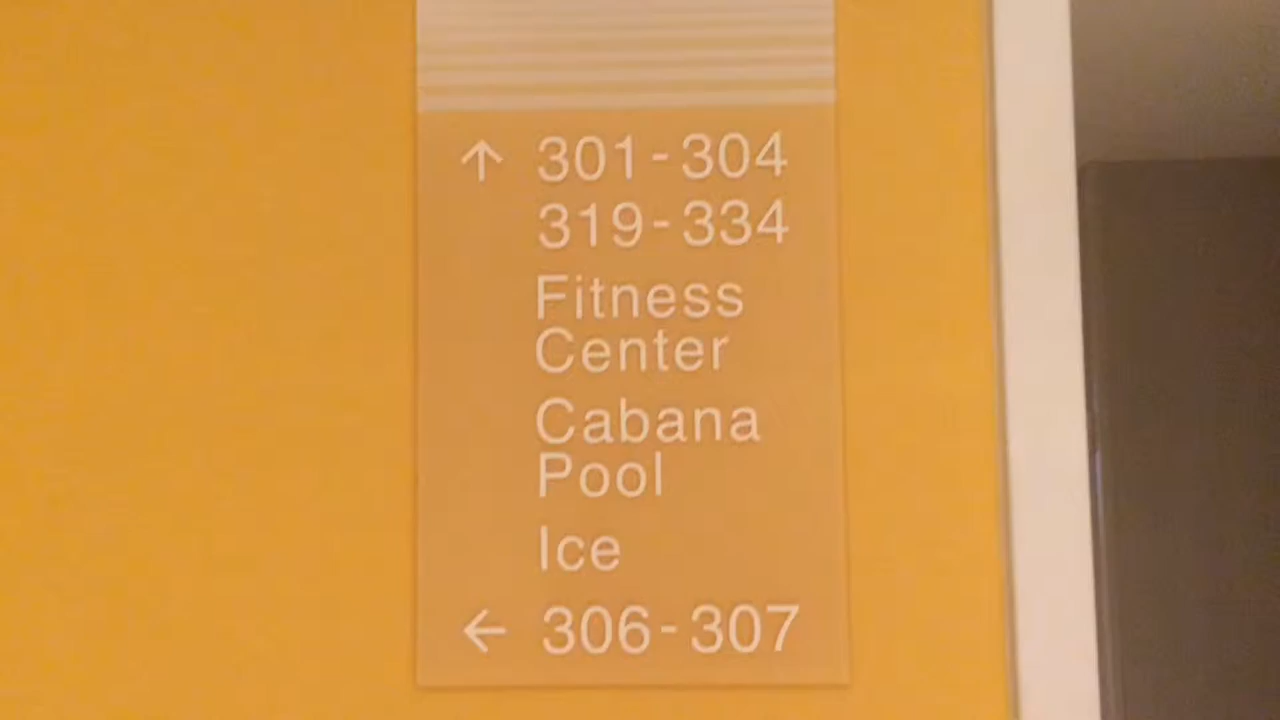 ↑ 301-304
319-334
Fitness
Center
Cabana
Pool
Ice
← 306-307